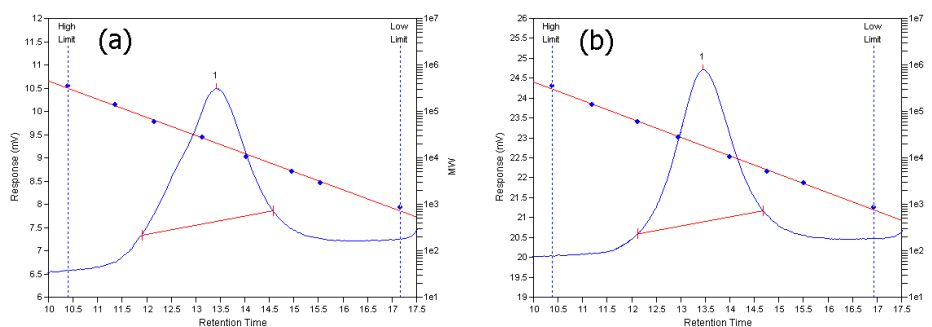 (a)
High
Limit
Low
Limit
1
12
11.5
11
10.5
10
9.5
9
8.5
8
7.5
7
6.5
6
Response (mV)
1e7
1e6
1e5
1e4
1e3
1e2
1e1
MW
10 10.5 11 11.5 12 12.5 13 13.5 14 14.5 15 15.5 16 16.5 17 17.5
Retention Time
(b)
High
Limit
Low
Limit
1
26
25.5
25
24.5
24
23.5
23
22.5
22
21.5
21
20.5
20
19.5
19
Response (mV)
1e7
1e6
1e5
1e4
1e3
1e2
1e1
10 10.5 11 11.5 12 12.5 13 13.5 14 14.5 15 15.5 16 16.5 17 17.5
Retention Time